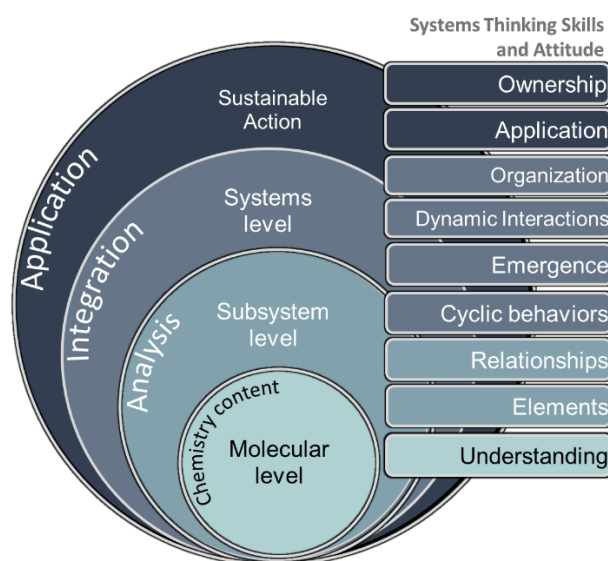 Systems Thinking Skills
and Attitude
Ownership
Application
Organization
Dynamic Interactions
Emergence
Cyclic behaviors
Relationships
Elements
Understanding
Application
Sustainable
Action
Integration
Systems
level
Analysis
Subsystem
level
Chemistry content
Molecular
level